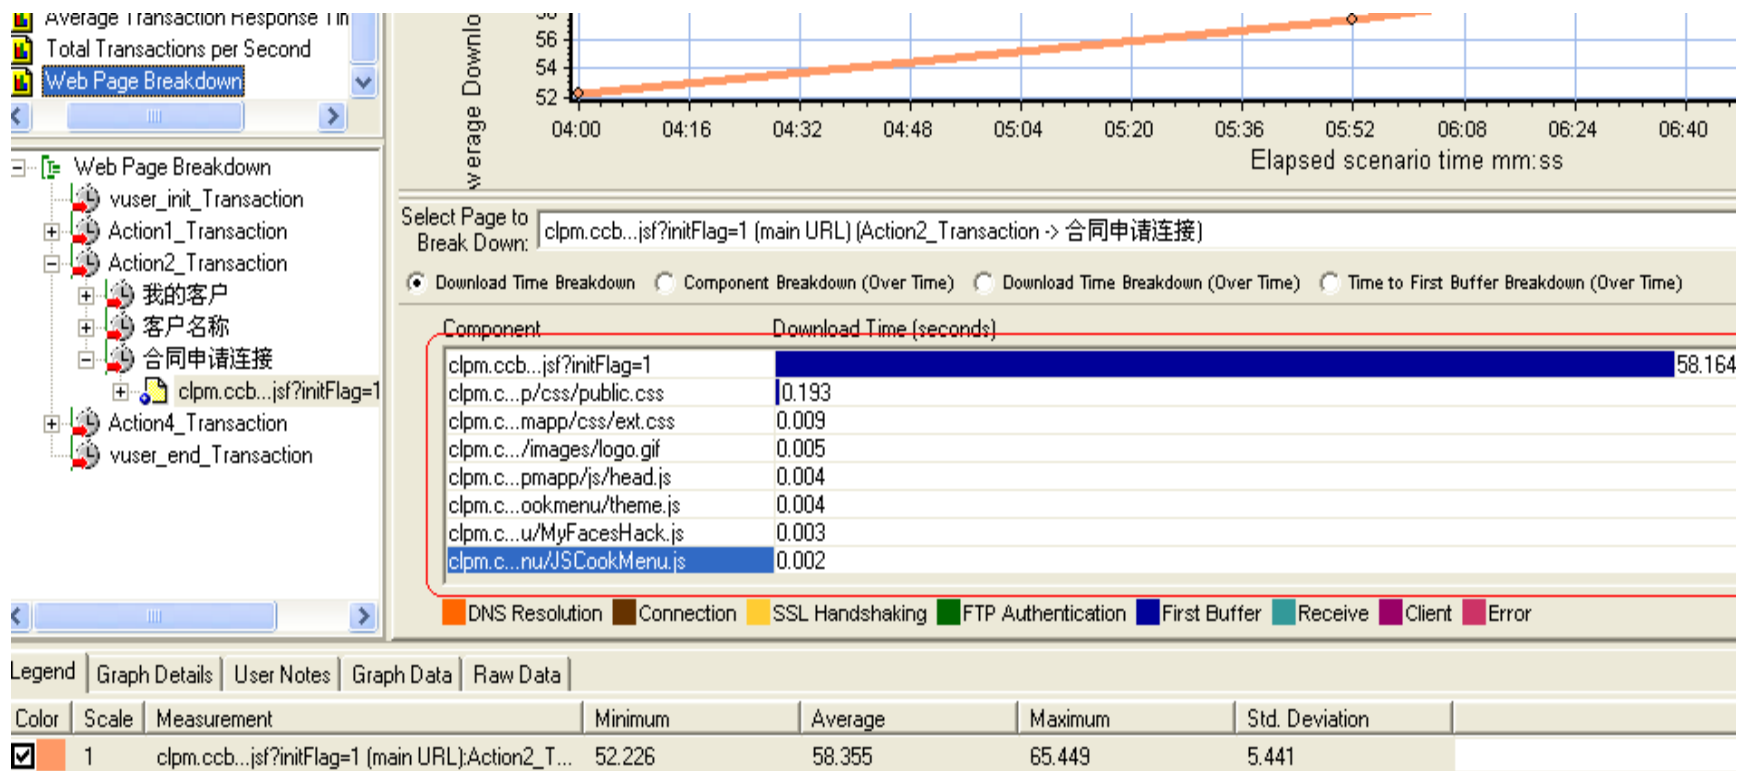 Average Transaction Response Tin
Total Transactions per Second
Web Page Breakdown
Web Page Breakdown
vuser_init_Transaction
Action1_Transaction
Action2_Transaction
我的客户
客户名称
合同申请连接
clpm.ccb...jsf?initFlag=1
Action4_Transaction
vuser_end_Transaction
verage Downlo
56
54
52
04:00 04:16 04:32 04:48 05:04 05:20 05:36 05:52 06:08 06:24 06:40
Elapsed scenario time mm:ss
Select Page to
Break Down:
clpm.ccb...jsf?initFlag=1 (main URL) (Action2_Transaction -> 合同申请连接)
Download Time Breakdown Component Breakdown (Over Time) Download Time Breakdown (Over Time) Time to First Buffer Breakdown (Over Time)
Component Download Time (seconds)
clpm.ccb...jsf?initFlag=1 58.164
clpm.c...p/css/public.css 0.193
clpm.c...mapp/css/ext.css 0.009
clpm.c.../images/logo.gif 0.005
clpm.c...pmapp/js/head.js 0.004
clpm.c...ookmenu/theme.js 0.004
clpm.c...u/MyFacesHack.js 0.003
clpm.c...nu/JSCookMenu.js 0.002
DNS Resolution Connection SSL Handshaking FTP Authentication First Buffer Receive Client Error
Legend Graph Details User Notes Graph Data Raw Data
Color Scale Measurement Minimum Average Maximum Std. Deviation
1 clpm.ccb...jsf?initFlag=1 (main URL):Action2_T... 52.226 58.355 65.449 5.441